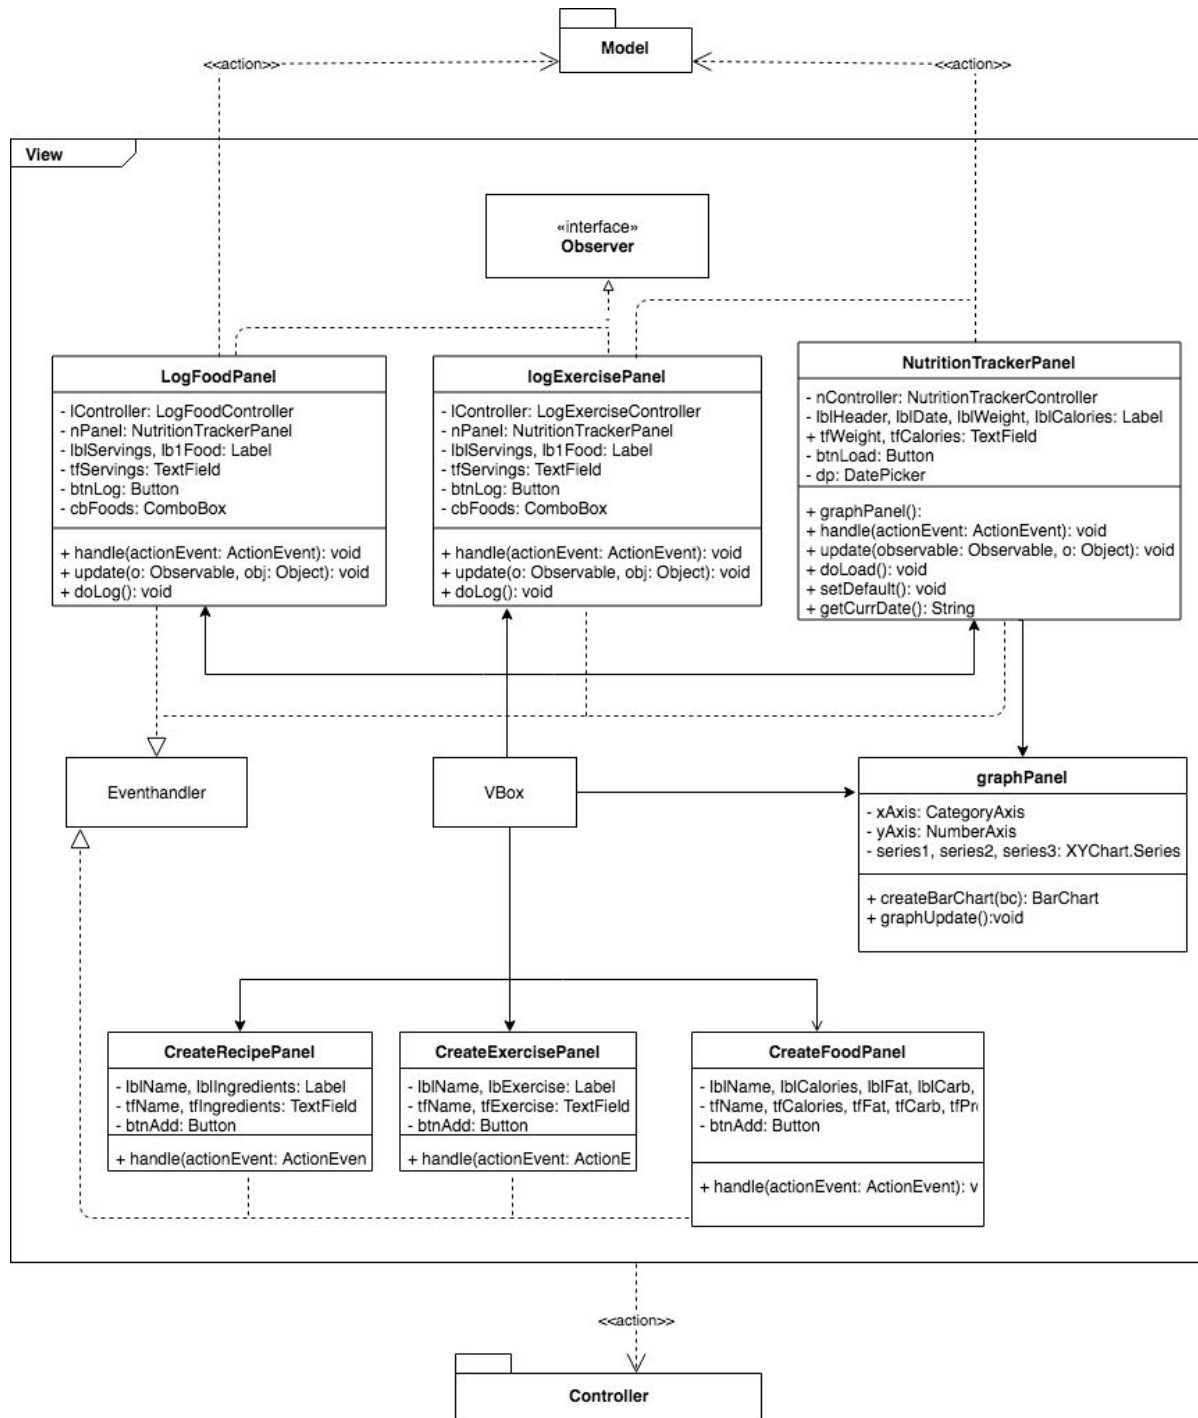 Model
<<action>>
<<action>>
View
«interface»
Observer
LogFoodPanel
- lController: LogFoodController
- nPanel: NutritionTrackerPanel
- lblServings, lb1Food: Label
- tfServings: TextField
- btnLog: Button
- cbFoods: ComboBox
+ handle(actionEvent: ActionEvent): void
+ update(o: Observable, obj: Object): void
+ doLog(): void
logExercisePanel
- lController: LogExerciseController
- nPanel: NutritionTrackerPanel
- lblServings, lb1Food: Label
- tfServings: TextField
- btnLog: Button
- cbFoods: ComboBox
+ handle(actionEvent: ActionEvent): void
+ update(o: Observable, obj: Object): void
+ doLog(): void
NutritionTrackerPanel
- nController: NutritionTrackerController
- lblHeader, lblDate, lblWeight, lblCalories: Label
+ tfWeight, tfCalories: TextField
- btnLoad: Button
- dp: DatePicker
+ graphPanel():
+ handle(actionEvent: ActionEvent): void
+ update(observable: Observable, o: Object): void
+ doLoad(): void
+ setDefault(): void
+ getCurrDate(): String
Eventhandler
VBox
graphPanel
- xAxis: CategoryAxis
- yAxis: NumberAxis
- series1, series2, series3: XYChart.Series
+ createBarChart(bc): BarChart
+ graphUpdate():void
CreateRecipePanel
- lblName, lblIngredients: Label
- tfName, tfIngredients: TextField
- btnAdd: Button
+ handle(actionEvent: ActionEven
CreateExercisePanel
- lblName, lbExercise: Label
- tfName, tfExercise: TextField
- btnAdd: Button
+ handle(actionEvent: ActionE
CreateFoodPanel
- lblName, lblCalories, lblFat, lblCarb,
- tfName, tfCalories, tfFat, tfCarb, tfPr
- btnAdd: Button
+ handle(actionEvent: ActionEvent): v
<<action>>
Controller